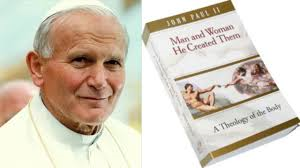 JOHN PAUL II
Man and Woman
He Created Them
A Theology of the Body